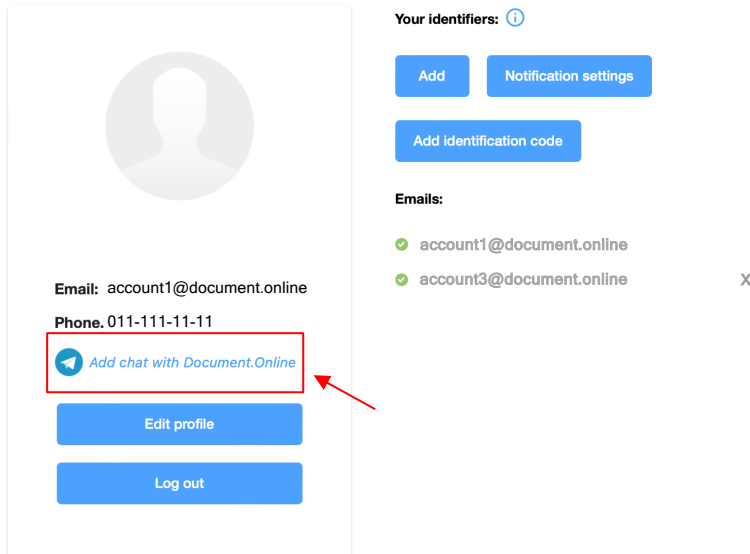 Your identifiers:
Add
Notification settings
Add identification code
Emails:
account1@document.online
account3@document.online
X
Email: account1@document.online
Phone. 011-111-11-11
Add chat with Document.Online
Edit profile
Log out